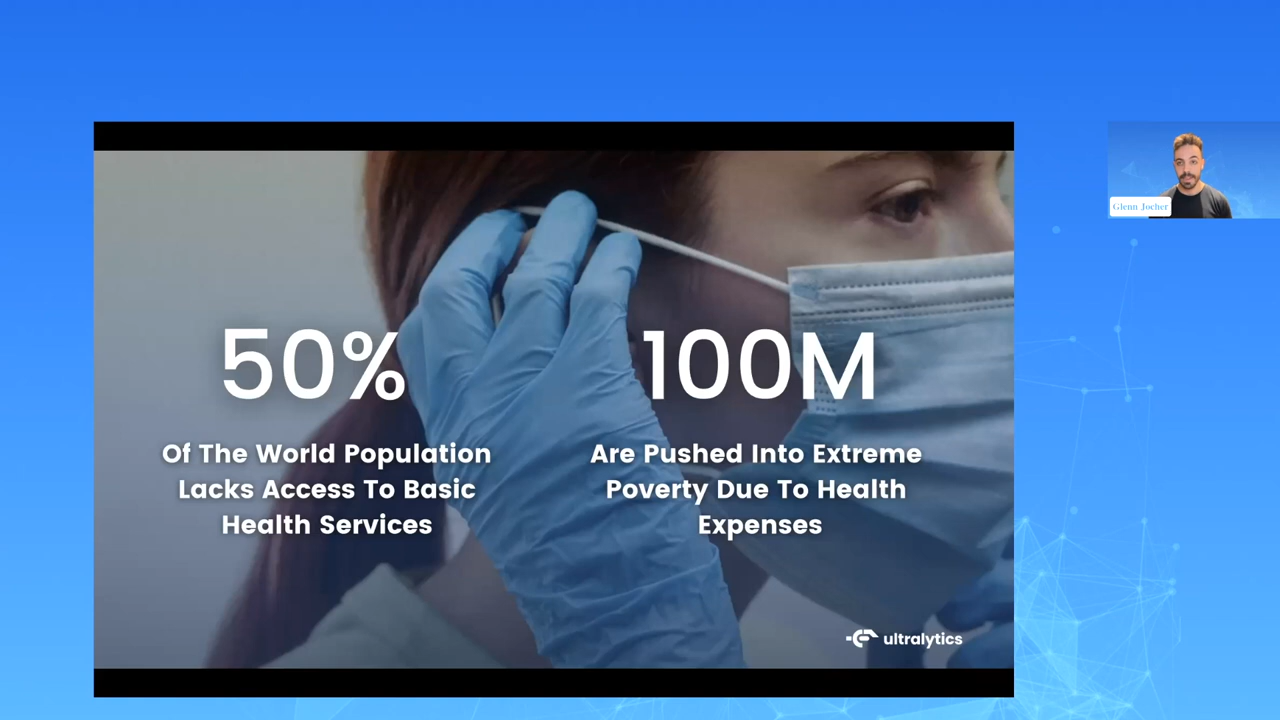 50%
Of The World Population
Lacks Access To Basic
Health Services
100M
Are Pushed Into Extreme
Poverty Due To Health
Expenses
ultralytics
Glenn Jocher